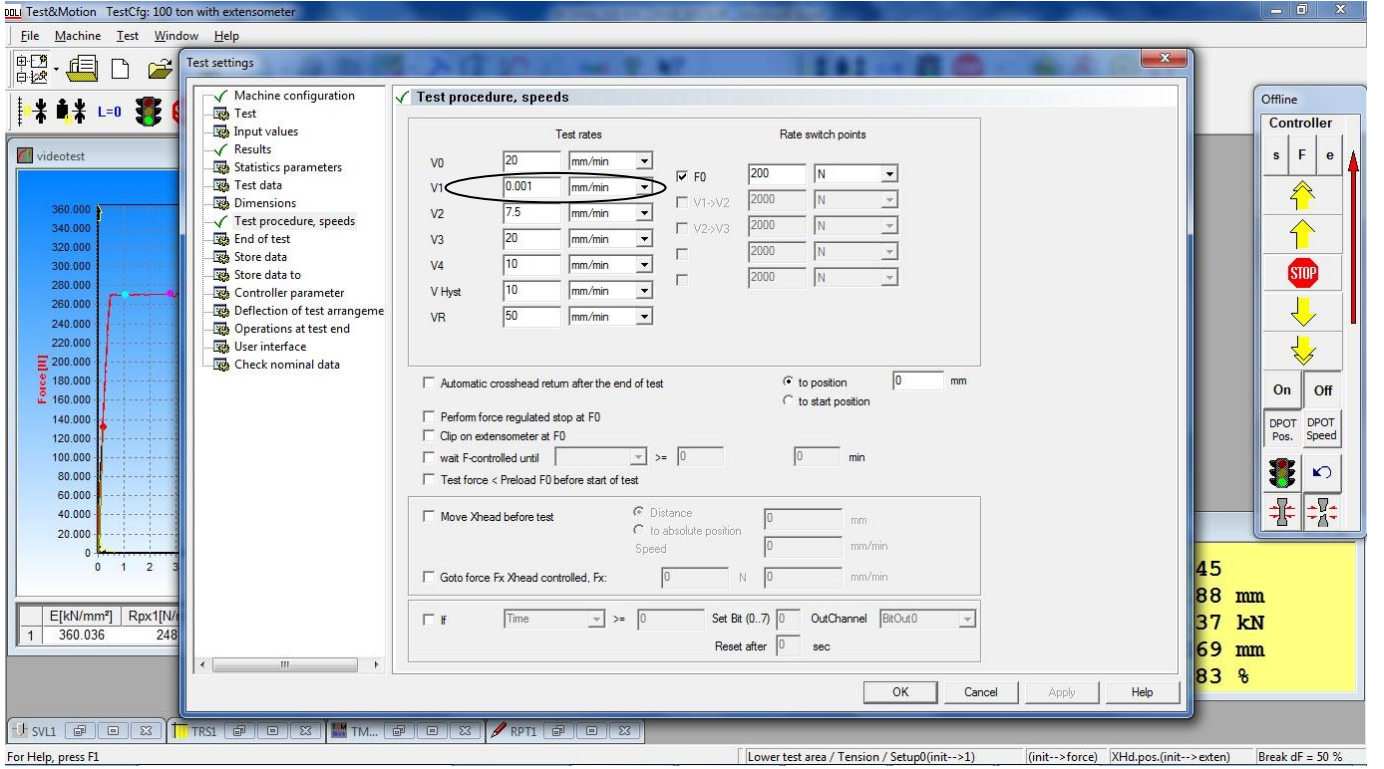 DOLI Test&Motion TestCfg: 100 ton with extensometer
File Machine Test Window Help
L=0
Test settings
Machine configuration
Test
Input values
Results
Statistics parameters
Test data
Dimensions
Test procedure, speeds
End of test
Store data
Store data to
Controller parameter
Deflection of test arrangeme
Operations at test end
User interface
Check nominal data
Test procedure, speeds
Test rates Rate switch points
V0 20 mm/min F0 200 N
V1 0.001 mm/min V1->V2 2000 N
V2 7.5 mm/min V2->V3 2000 N
V3 20 mm/min 2000 N
V4 10 mm/min 2000 N
V Hyst 10 mm/min
VR 50 mm/min
Automatic crosshead return after the end of test to position 0 mm
to start position
Perform force regulated stop at F0
Clip on extensometer at F0
wait F-controlled until >= 0 0 min
Test force < Preload F0 before start of test
Move Xhead before test Distance 0 mm
to absolute position
Speed 0 mm/min
Goto force Fx Xhead controlled, Fx: 0 N 0 mm/min
If Time >= 0 Set Bit (0..7) 0 OutChannel BitOut0
Reset after 0 sec
OK Cancel Apply Help
videotest
360.000
340.000
320.000
300.000
280.000
260.000
240.000
220.000
200.000
180.000
160.000
140.000
120.000
100.000
80.000
60.000
40.000
20.000
0
0 1 2 3
Force
E[kN/mm²] Rpx1[N/
1 360.036 248
Offline
Controller
s F e
STOP
On Off
DPOT Pos. DPOT Speed
45
88 mm
37 kN
69 mm
83 %
SVL1 TRS1 TM... RPT1
For Help, press F1
Lower test area / Tension / Setup0(init-->1) (init-->force) XHd.pos.(init-->exten) Break dF = 50 %